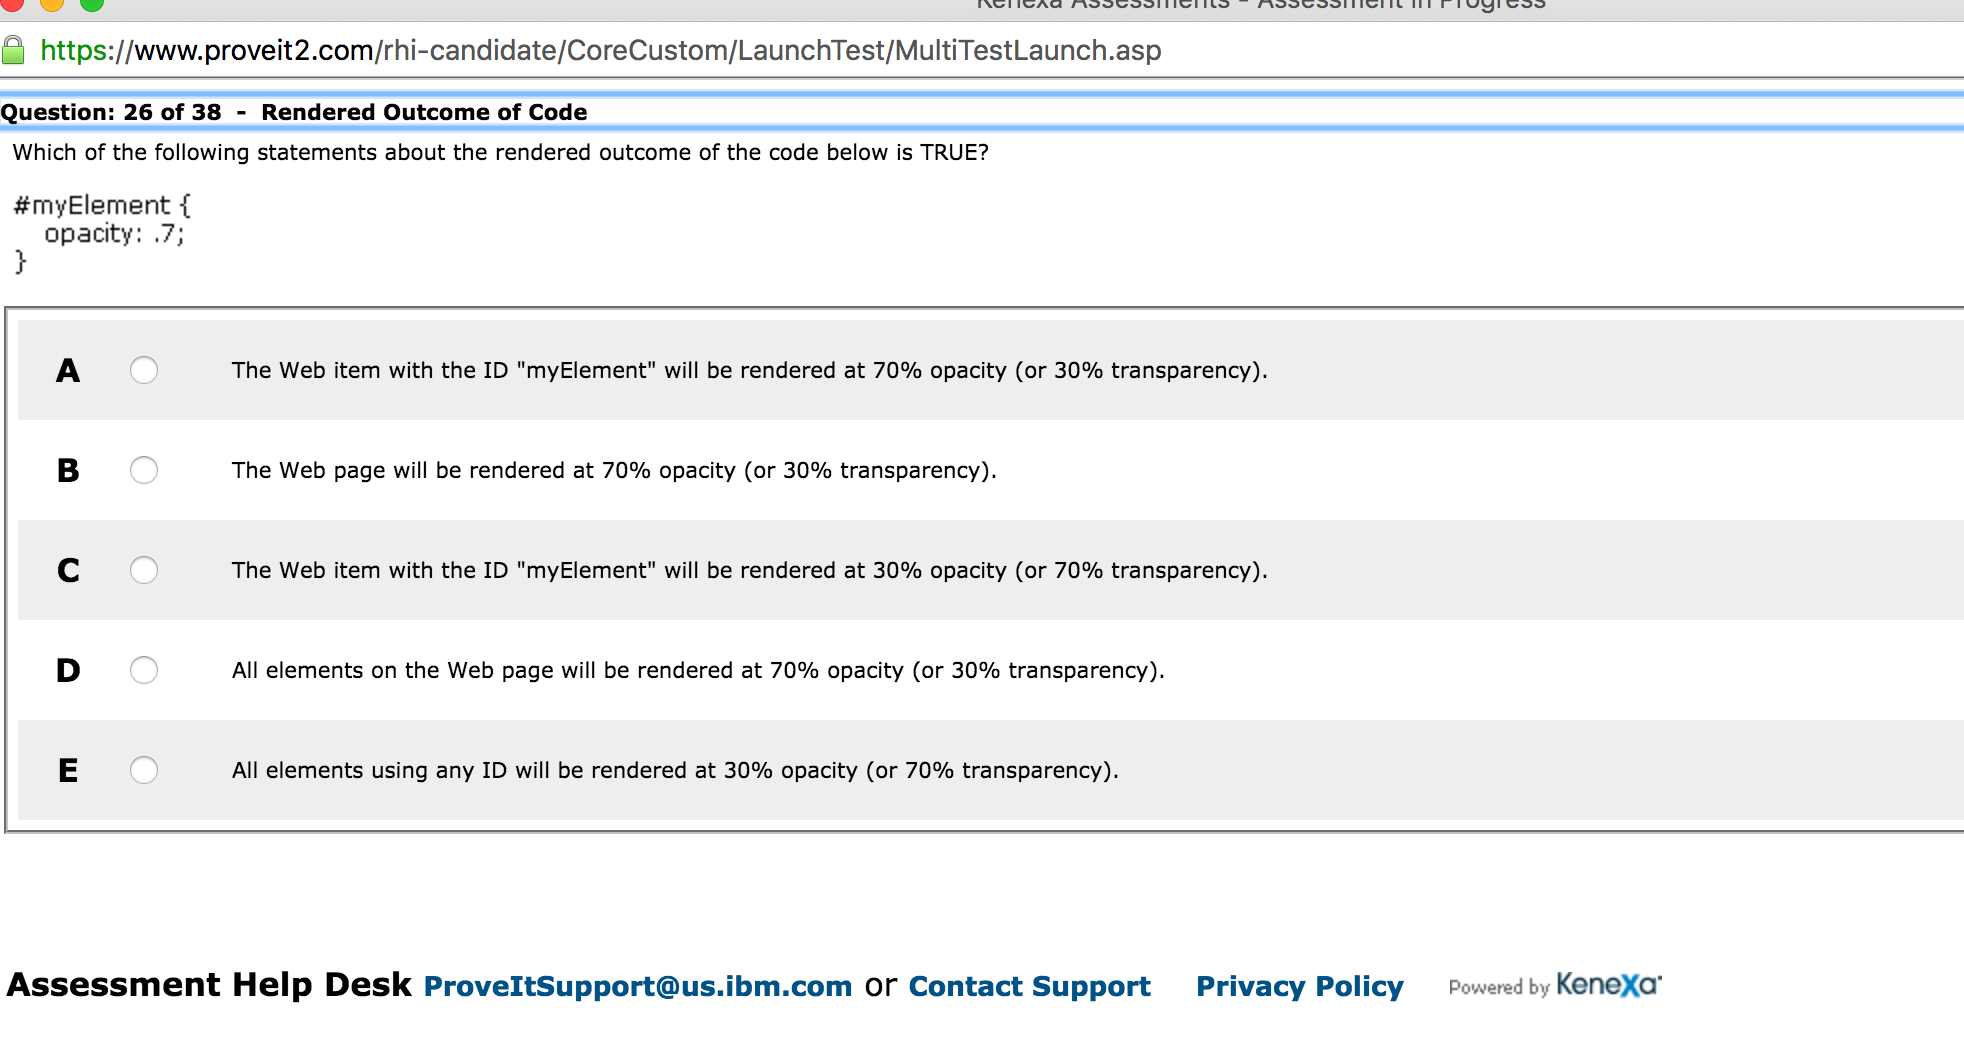 Kenexa Assessments - Assessment in Progress
https://www.proveit2.com/rhi-candidate/CoreCustom/LaunchTest/MultiTestLaunch.asp
Question: 26 of 38 - Rendered Outcome of Code
Which of the following statements about the rendered outcome of the code below is TRUE?
#myElement {
opacity: .7;
}
A The Web item with the ID "myElement" will be rendered at 70% opacity (or 30% transparency).
B The Web page will be rendered at 70% opacity (or 30% transparency).
C The Web item with the ID "myElement" will be rendered at 30% opacity (or 70% transparency).
D All elements on the Web page will be rendered at 70% opacity (or 30% transparency).
E All elements using any ID will be rendered at 30% opacity (or 70% transparency).
Assessment Help Desk ProveItSupport@us.ibm.com or Contact Support Privacy Policy Powered by Kenexa